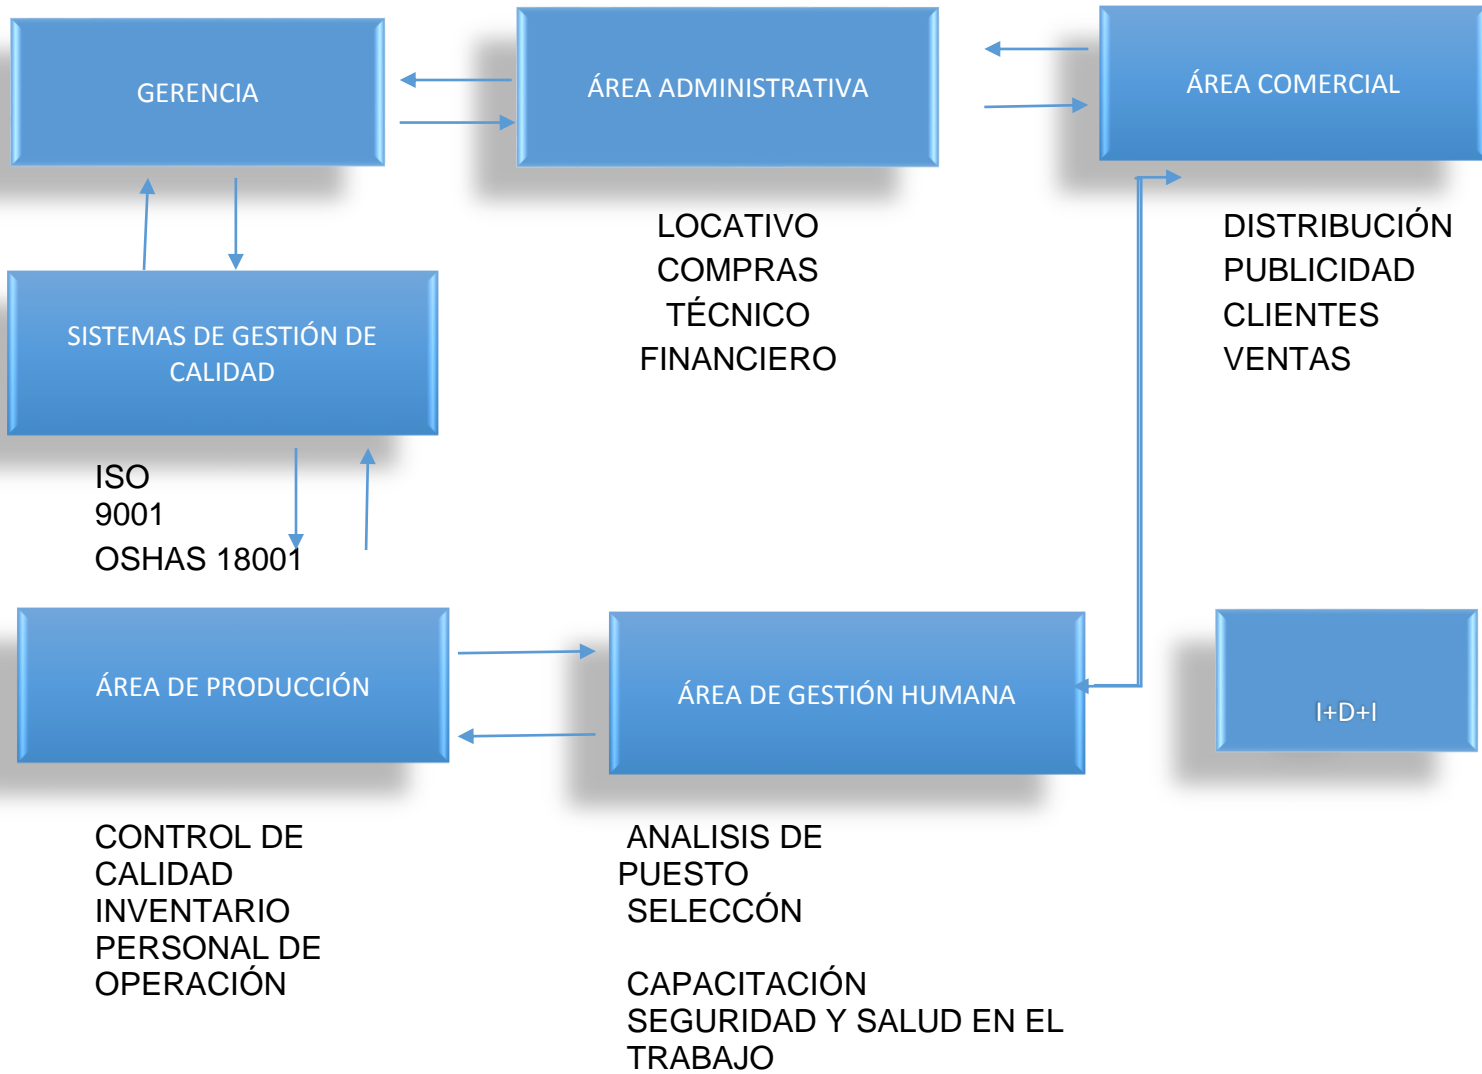 GERENCIA
ÁREA ADMINISTRATIVA
ÁREA COMERCIAL
LOCATIVO
COMPRAS
TÉCNICO
FINANCIERO
DISTRIBUCIÓN
PUBLICIDAD
CLIENTES
VENTAS
SISTEMAS DE GESTIÓN DE
CALIDAD
ISO
9001
OSHAS 18001
ÁREA DE PRODUCCIÓN
ÁREA DE GESTIÓN HUMANA
I+D+I
CONTROL DE
CALIDAD
INVENTARIO
PERSONAL DE
OPERACIÓN
ANALISIS DE
PUESTO
SELECCÓN
CAPACITACIÓN
SEGURIDAD Y SALUD EN EL
TRABAJO